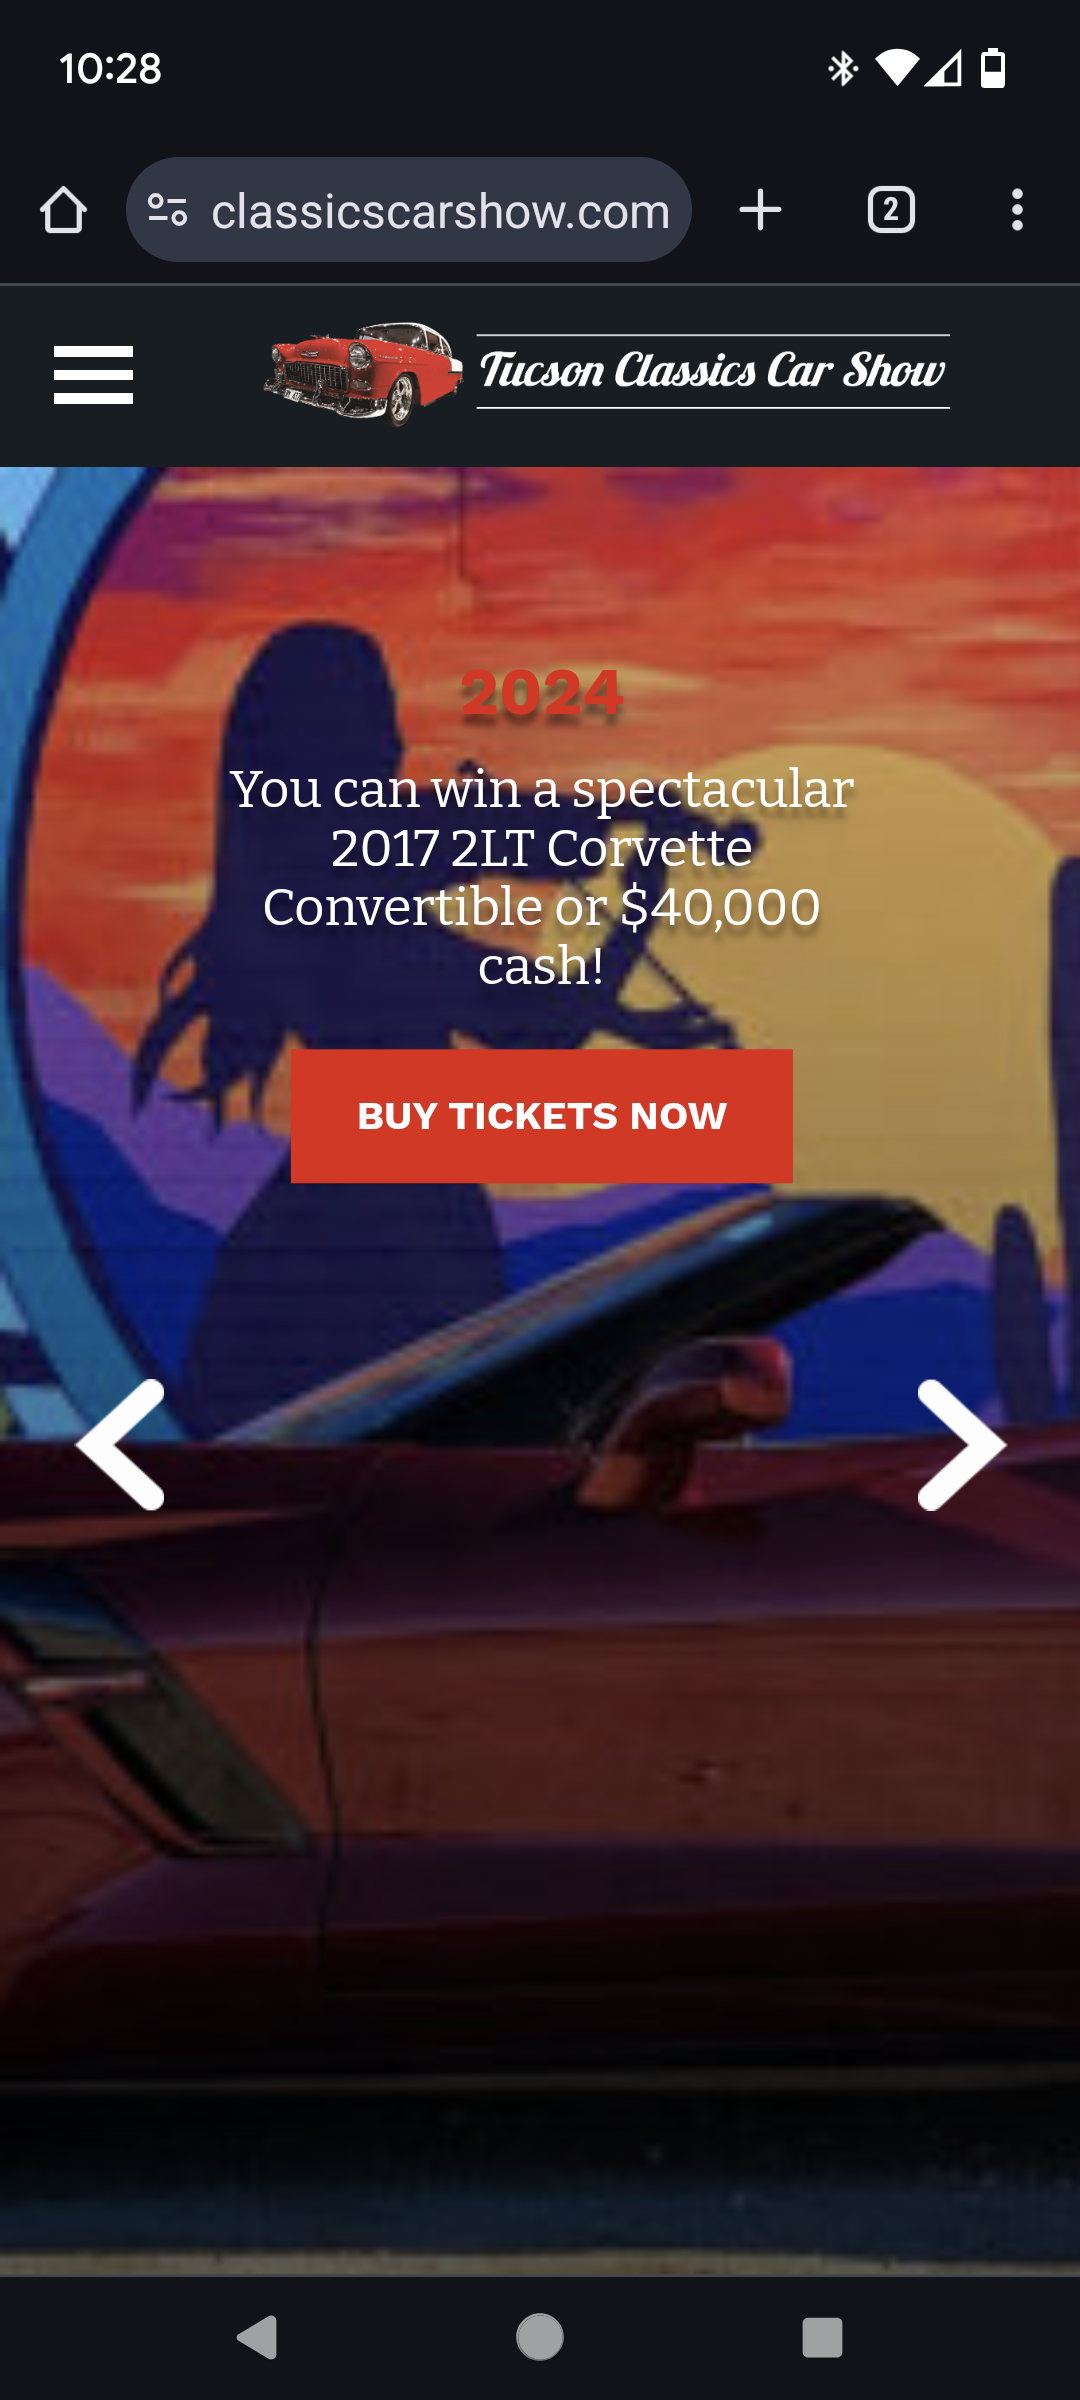 10:28
classicscarshow.com
2
Tucson Classics Car Show
2024
You can win a spectacular
2017 2LT Corvette
Convertible or $40,000
cash!
BUY TICKETS NOW